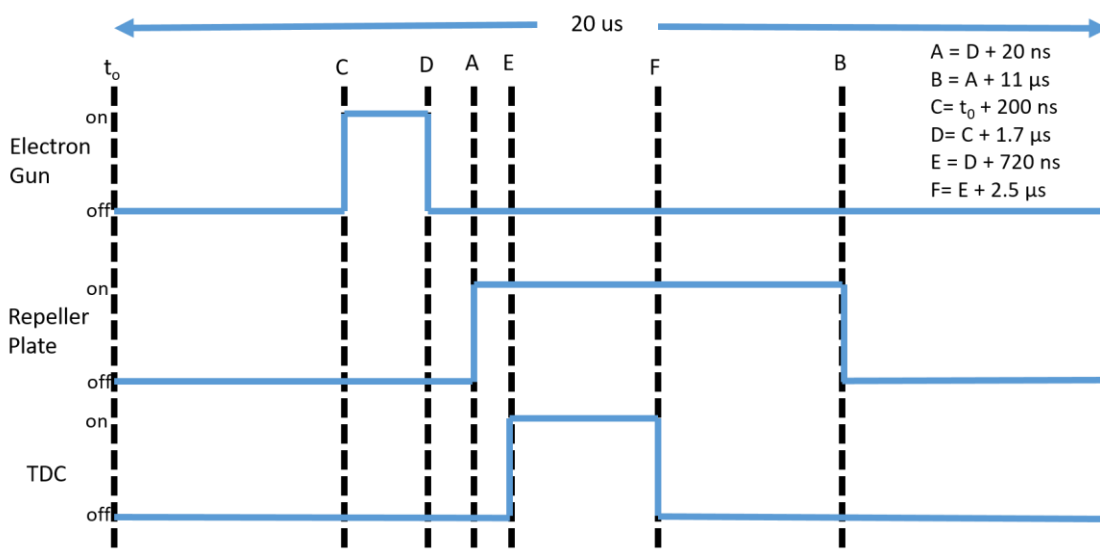 20 us
t₀ C D A E F B
A = D + 20 ns
B = A + 11 µs
C= t₀ + 200 ns
D= C + 1.7 µs
E = D + 720 ns
F= E + 2.5 µs
on
Electron
Gun
off
on
Repeller
Plate
off
on
TDC
off